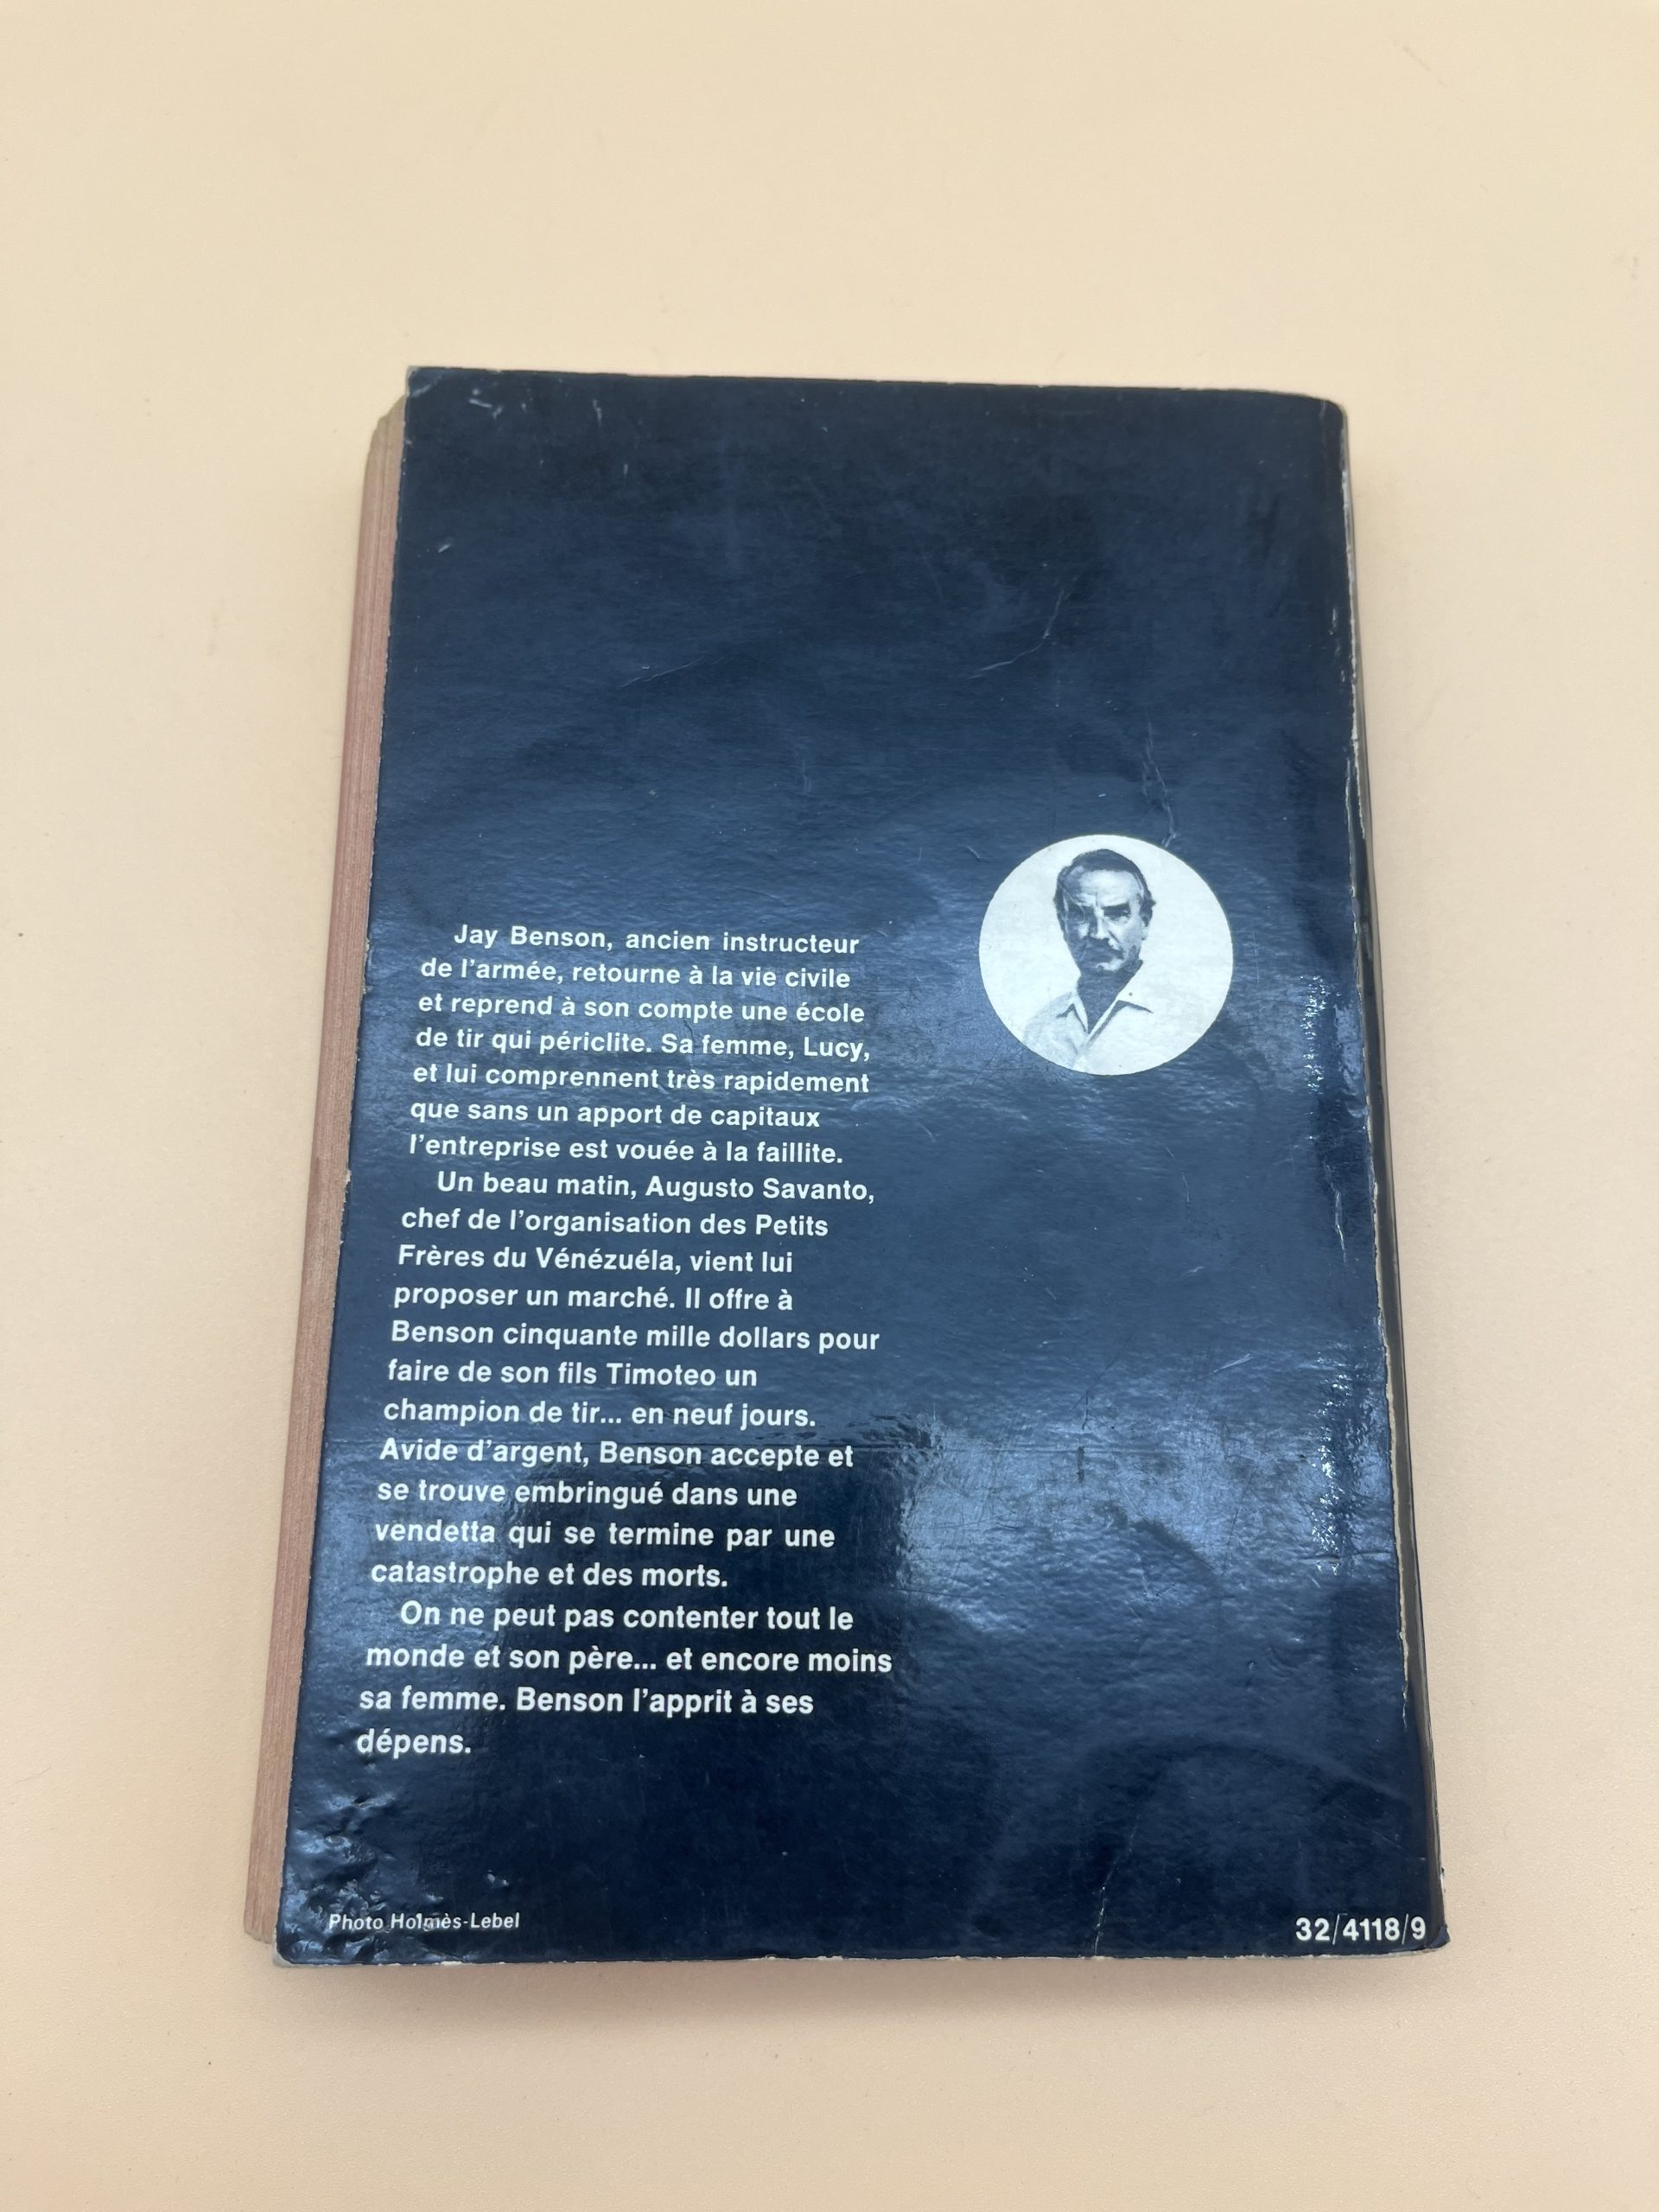 Jay Benson, ancien instructeur
de l'armée, retourne à la vie civile
et reprend à son compte une école
de tir qui périclite. Sa femme, Lucy,
et lui comprennent très rapidement
que sans un apport de capitaux
l'entreprise est vouée à la faillite.
Un beau matin, Augusto Savanto,
chef de l'organisation des Petits
Frères du Vénézuéla, vient lui
proposer un marché. Il offre à
Benson cinquante mille dollars pour
faire de son fils Timoteo un
champion de tir... en neuf jours.
Avide d'argent, Benson accepte et
se trouve embringué dans une
vendetta qui se termine par une
catastrophe et des morts.
On ne peut pas contenter tout le
monde et son père... et encore moins
sa femme. Benson l'apprit à ses
dépens.
Photo Holmès-Lebel
32/4118/9